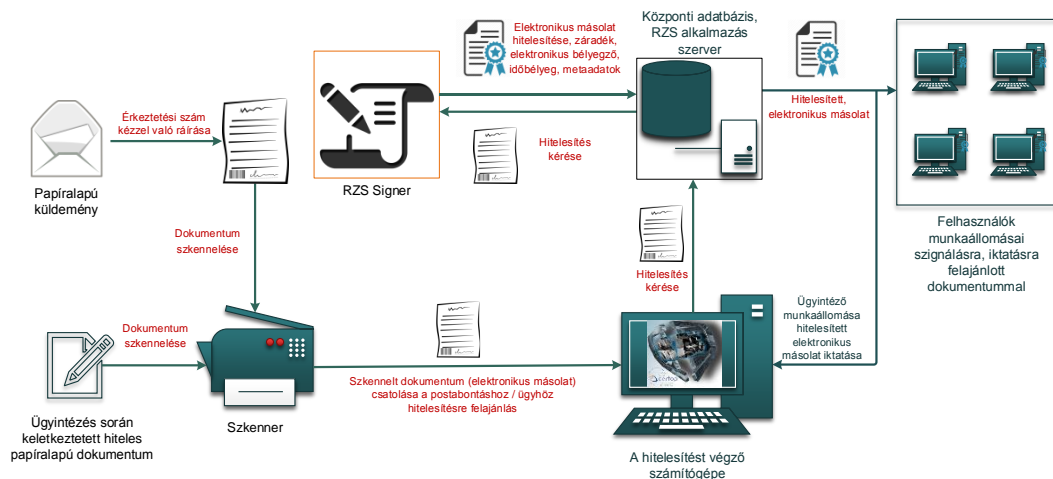 Központi adatbázis,
RZS alkalmazás
szerver
Elektronikus másolat
hitelesítése, záradék,
elektronikus bélyegző,
időbélyeg, metaadatok
Érkeztetési szám
kézzel való ráírása
Hitelesített,
elektronikus másolat
Hitelesítés
kérése
Papíralapú
küldemény
RZS Signer
Felhasználók
munkaállomásai
szignálásra, iktatásra
felajánlott
dokumentummal
Dokumentum
szkennelése
Hitelesítés
kérése
Ügyintéző
munkaállomása
hitelesített
elektronikus
másolat iktatása
Dokumentum
szkennelése
certop
Szkennelt dokumentum (elektronikus másolat)
csatolása a postabontáshoz / ügyhöz
hitelesítésre felajánlás
Ügyintézés során
keletkeztetett hiteles
papíralapú dokumentum
Szkenner
A hitelesítést végző
számítógépe